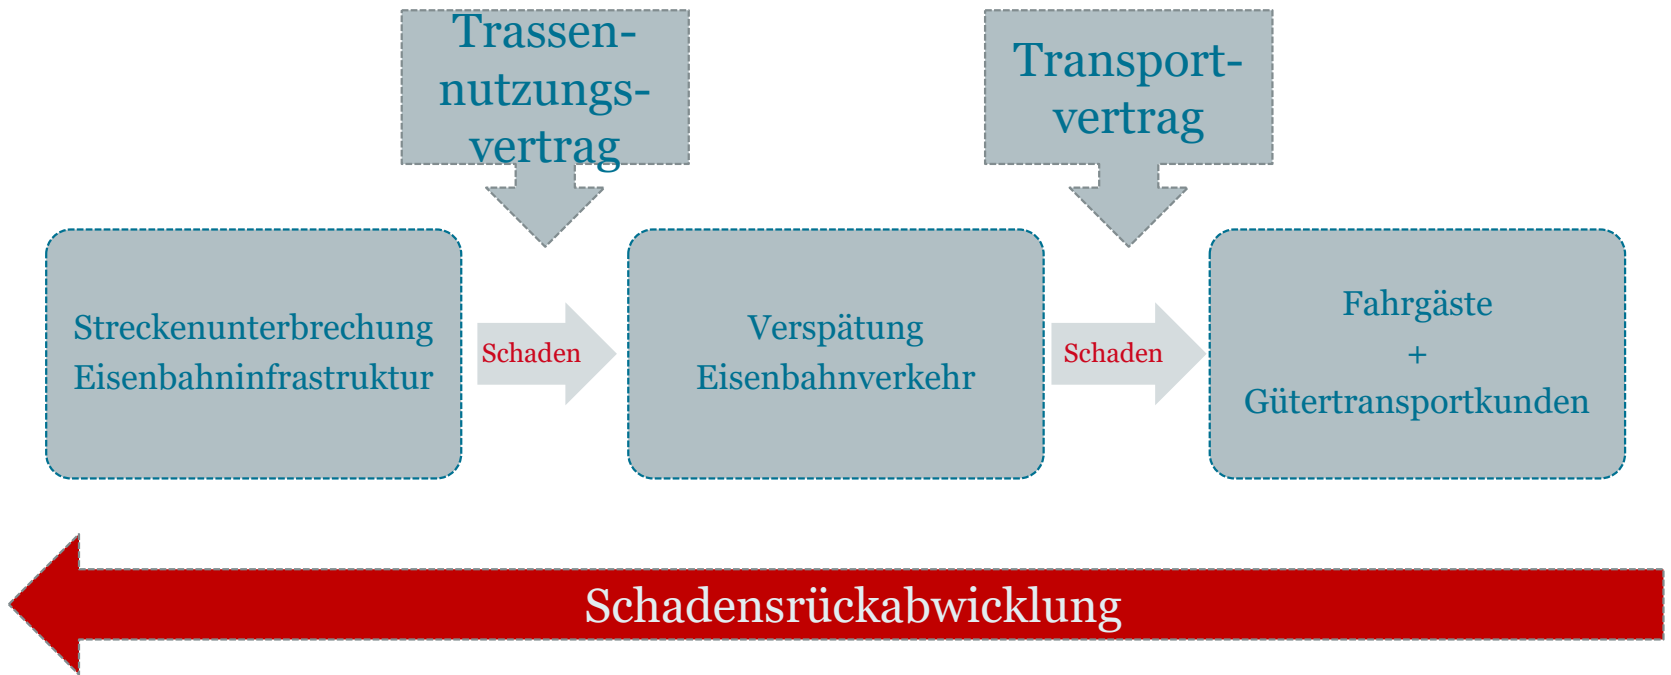 Trassen-
nutzungs-
vertrag
Transport-
vertrag
Streckenunterbrechung
Eisenbahninfrastruktur
Schaden
Verspätung
Eisenbahnverkehr
Schaden
Fahrgäste
+
Gütertransportkunden
Schadensrückabwicklung